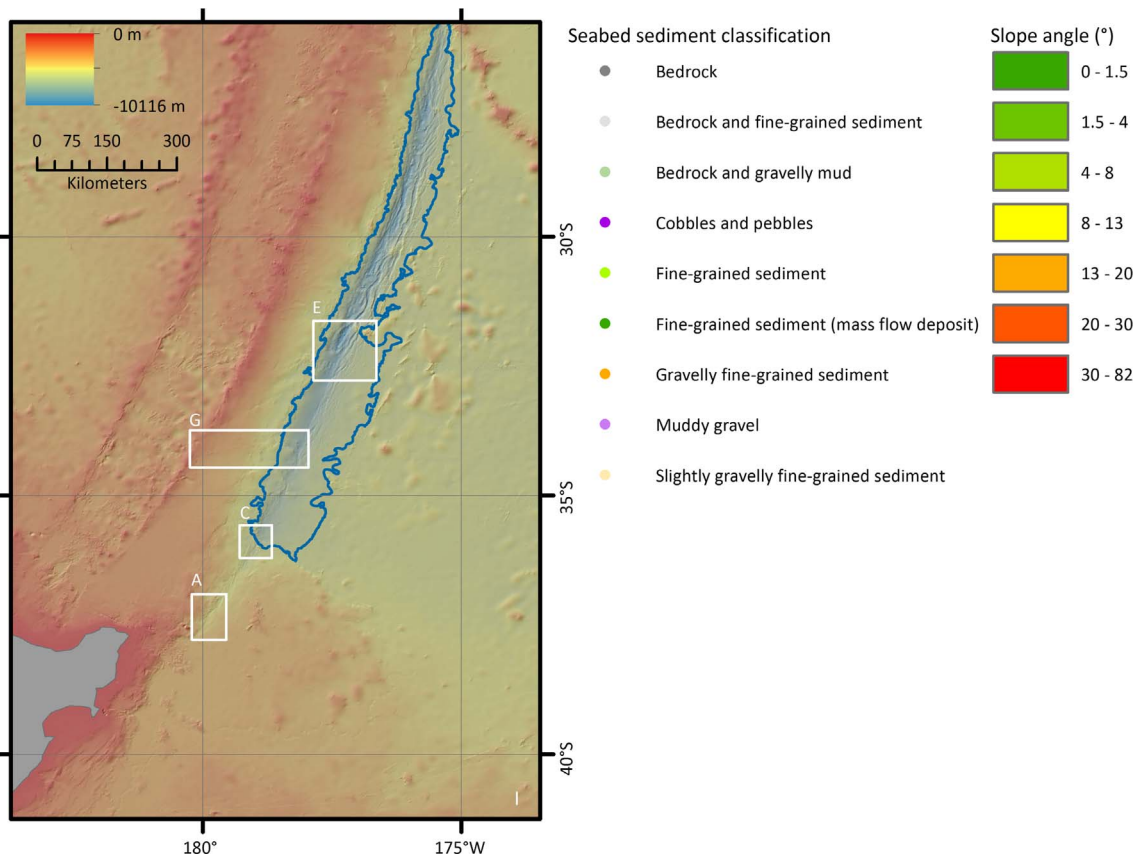 0 m
-10116 m
0 75 150 300
Kilometers
E
G
C
A
I
30°S
35°S
40°S
180°
175°W
Seabed sediment classification
Bedrock
Bedrock and fine-grained sediment
Bedrock and gravelly mud
Cobbles and pebbles
Fine-grained sediment
Fine-grained sediment (mass flow deposit)
Gravelly fine-grained sediment
Muddy gravel
Slightly gravelly fine-grained sediment
Slope angle (°)
0 - 1.5
1.5 - 4
4 - 8
8 - 13
13 - 20
20 - 30
30 - 82